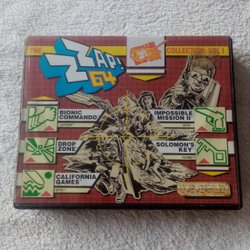 THE
ZZAP!
64
COLLECTION VOL 1
BIONIC
COMMANDO
IMPOSSIBLE
MISSION II
DROP
ZONE
SOLOMON'S
KEY
CALIFORNIA
GAMES